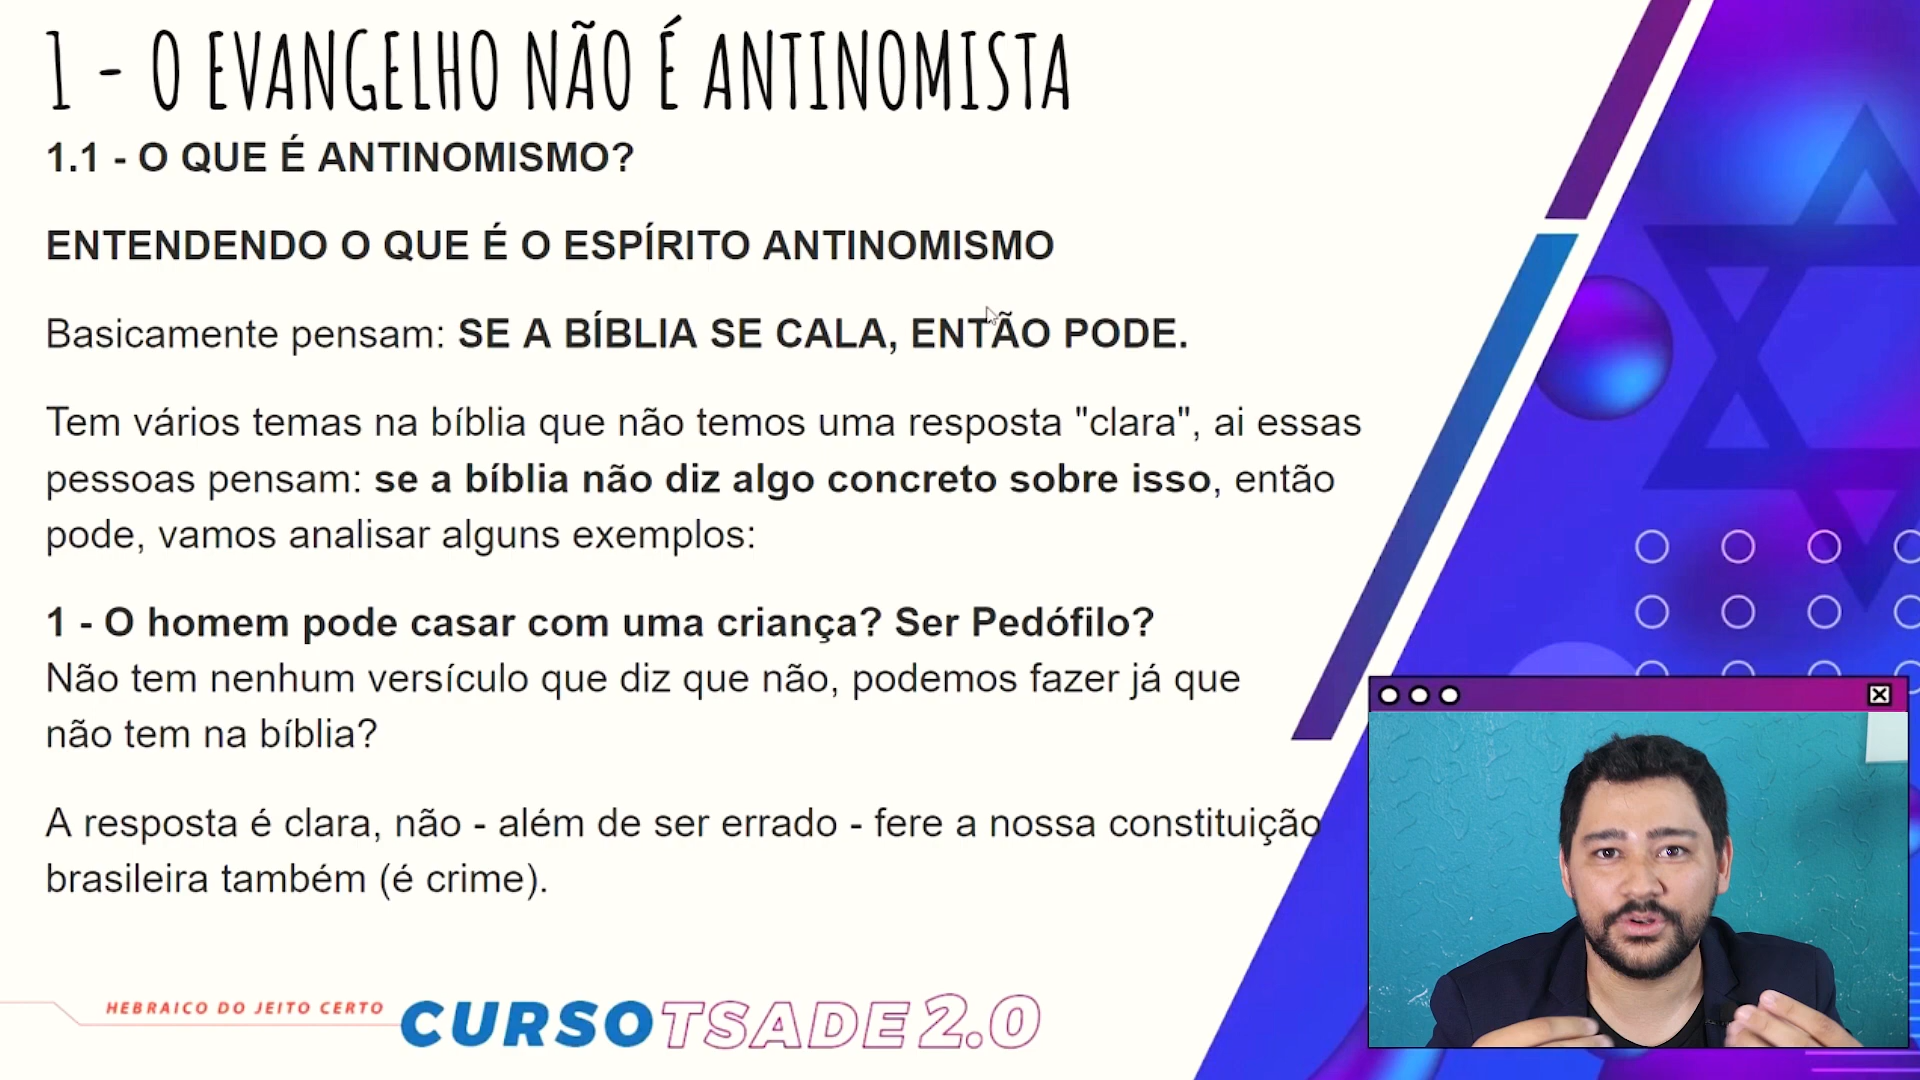 1 - O EVANGELHO NÃO É ANTINOMISTA
1.1 - O QUE É ANTINOMISMO?
ENTENDENDO O QUE É O ESPÍRITO ANTINOMISMO
Basicamente pensam: SE A BÍBLIA SE CALA, ENTÃO PODE.
Tem vários temas na bíblia que não temos uma resposta "clara", ai essas
pessoas pensam: se a bíblia não diz algo concreto sobre isso, então
pode, vamos analisar alguns exemplos:
1 - O homem pode casar com uma criança? Ser Pedófilo?
Não tem nenhum versículo que diz que não, podemos fazer já que
não tem na bíblia?
A resposta é clara, não - além de ser errado - fere a nossa constituição
brasileira também (é crime).
HEBRAICO DO JEITO CERTO
CURSO TSADE 2.0